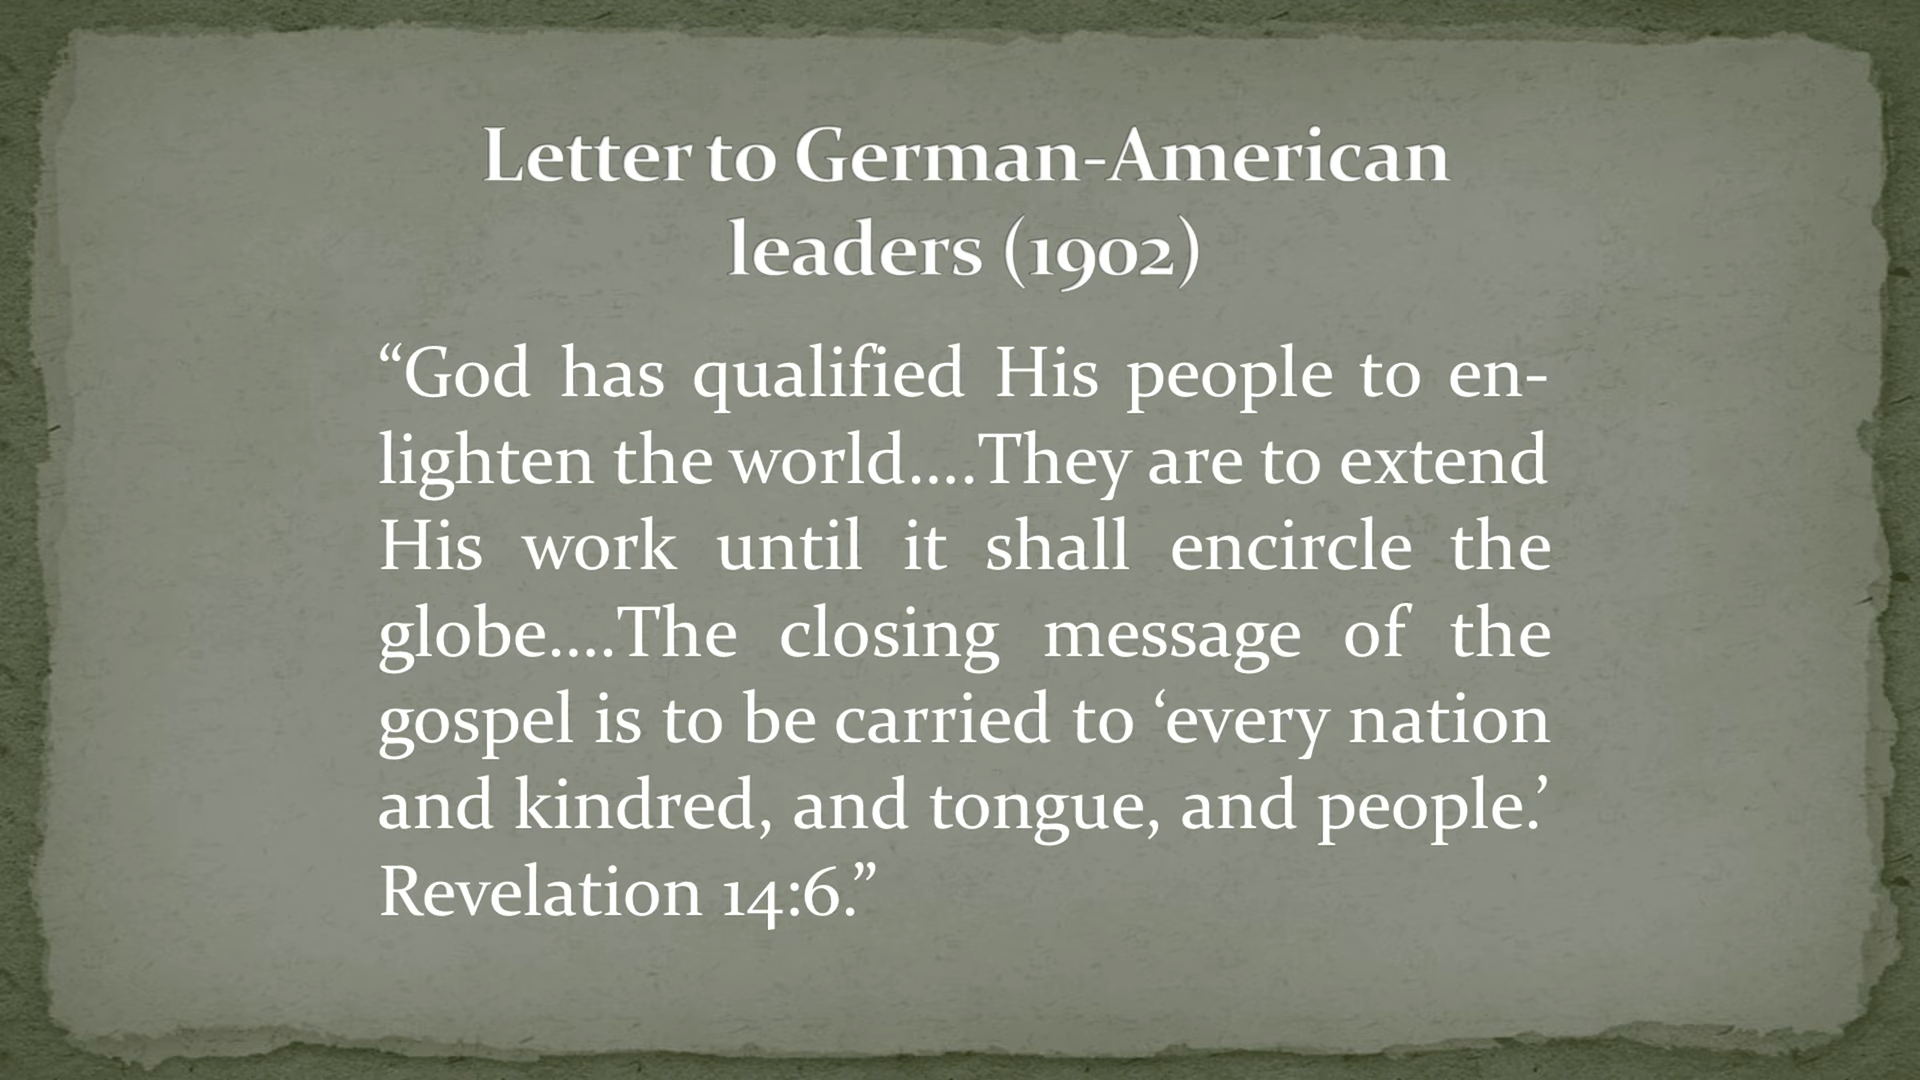 Letter to German-American
leaders (1902)
“God has qualified His people to en-
lighten the world....They are to extend
His work until it shall encircle the
globe....The closing message of the
gospel is to be carried to ‘every nation
and kindred, and tongue, and people.’
Revelation 14:6.”